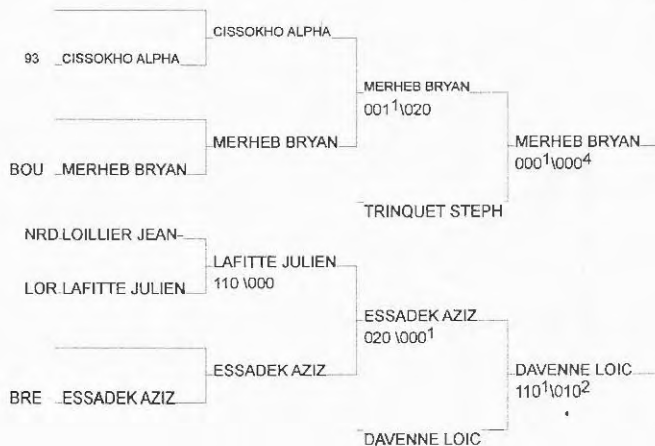 CISSOKHO ALPHA
93 CISSOKHO ALPHA
MERHEB BRYAN
001¹\020
MERHEB BRYAN
MERHEB BRYAN
000¹\000⁴
BOU MERHEB BRYAN
TRINQUET STEPH
NRD LOILLIER JEAN
LAFITTE JULIEN
110 \000
LOR LAFITTE JULIEN
ESSADEK AZIZ
020 \000¹
ESSADEK AZIZ
DAVENNE LOIC
110¹\010²
BRE ESSADEK AZIZ
DAVENNE LOIC